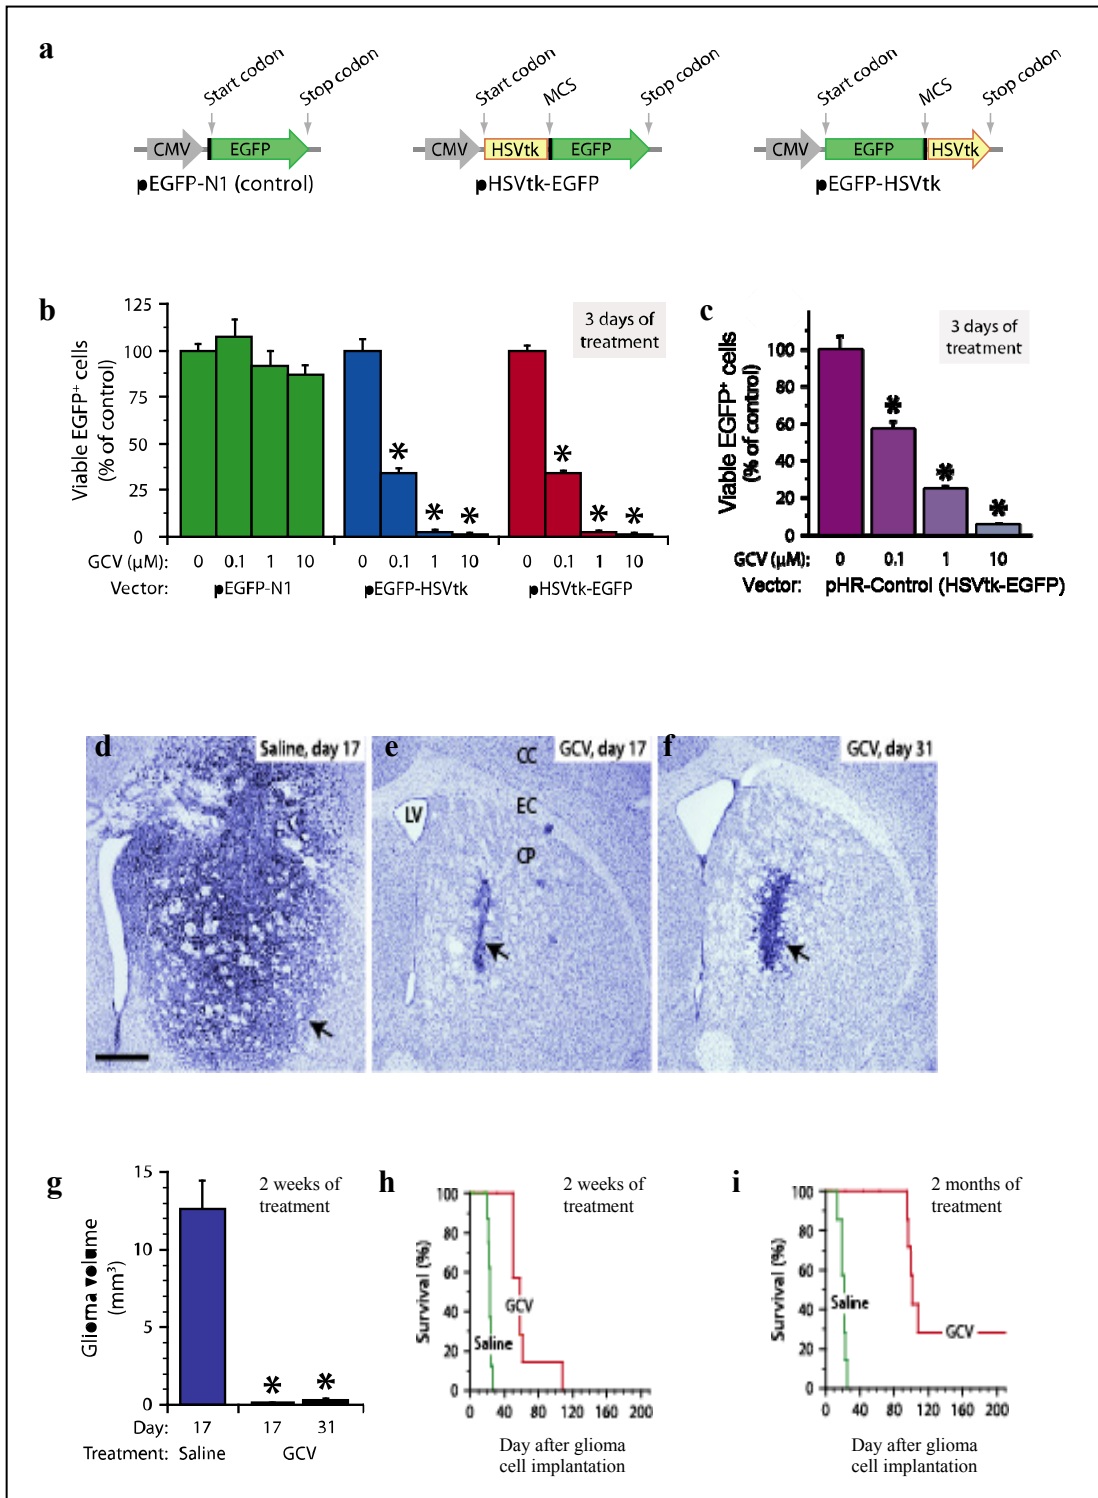 a
Start codon
Stop codon
CMV
EGFP
pEGFP-N1 (control)
Start codon
MCS
Stop codon
CMV
HSVtk
EGFP
pHSVtk-EGFP
Start codon
MCS
Stop codon
CMV
EGFP
HSVtk
pEGFP-HSVtk
b
Viable EGFP+ cells
(% of control)
125
100
75
50
25
0
3 days of
treatment
* * * * * *
GCV (μM): 0 0.1 1 10 0 0.1 1 10 0 0.1 1 10
Vector: pEGFP-N1 pEGFP-HSVtk pHSVtk-EGFP
c
Viable EGFP+ cells
(% of control)
100
80
60
40
20
0
3 days of
treatment
* * *
GCV (μM): 0 0.1 1 10
Vector: pHR-Control (HSVtk-EGFP)
d
Saline, day 17
e
GCV, day 17
CC
LV
EC
CP
f
GCV, day 31
g
Glioma volume
(mm3)
15
10
5
0
2 weeks of
treatment
* *
Day: 17 17 31
Treatment: Saline GCV
h
Survival (%)
100
80
60
40
20
0
2 weeks of
treatment
GCV
Saline
0 40 80 120 160 200
Day after glioma
cell implantation
i
Survival (%)
100
80
60
40
20
0
2 months of
treatment
Saline
GCV
0 40 80 120 160 200
Day after glioma
cell implantation